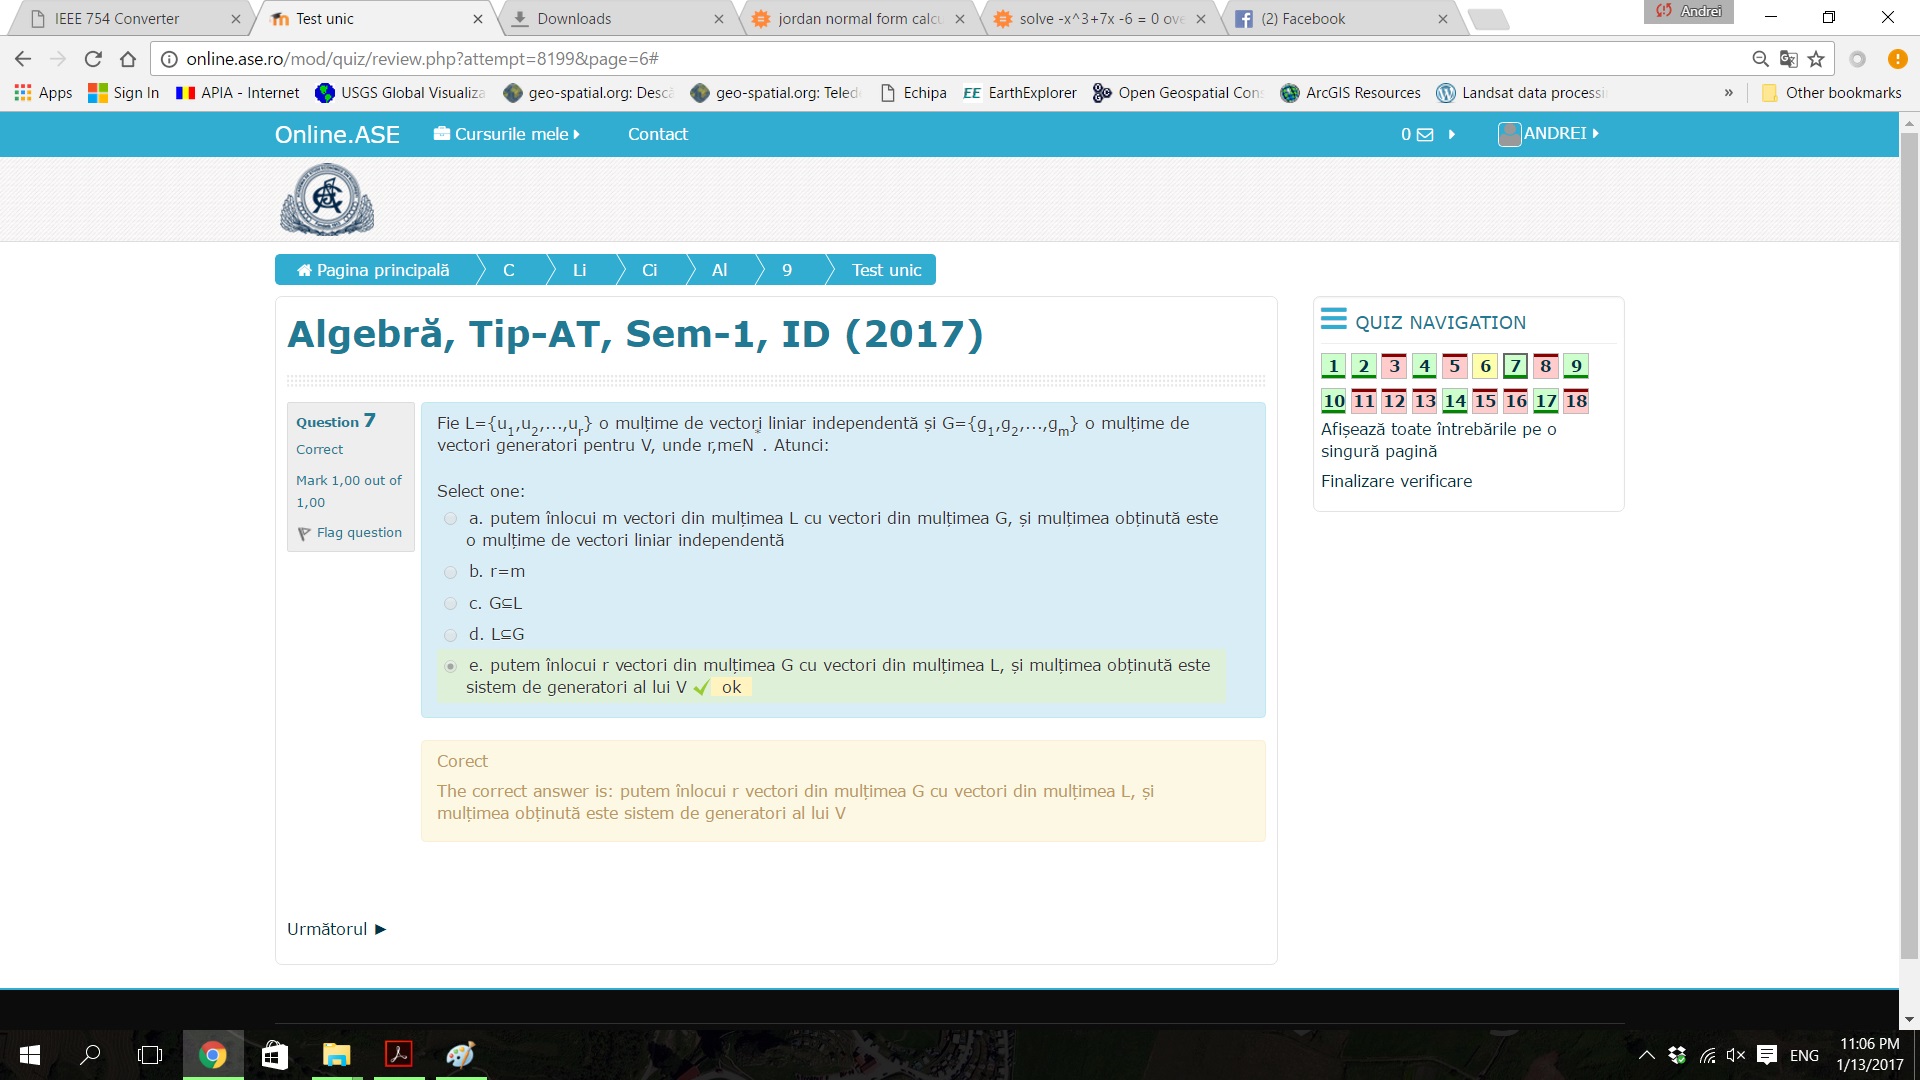 IEEE 754 Converter
Test unic
Downloads
jordan normal form calcu
solve -x^3+7x -6 = 0 ove
(2) Facebook
Andrei
online.ase.ro/mod/quiz/review.php?attempt=8199&page=6#
Apps
Sign In
APIA - Internet
USGS Global Visualiza
geo-spatial.org: Descă
geo-spatial.org: Telede
Echipa
EE EarthExplorer
Open Geospatial Con
ArcGIS Resources
Landsat data processi
»
Other bookmarks
Online.ASE
Cursurile mele
Contact
0
ANDREI
Pagina principală
C
Li
Ci
Al
9
Test unic
Algebră, Tip-AT, Sem-1, ID (2017)
Question 7
Correct
Mark 1,00 out of
1,00
Flag question
Fie L={u1,u2,...,ur} o mulțime de vectori liniar independentă și G={g1,g2,...,gm} o mulțime de
vectori generatori pentru V, unde r,m∈N*. Atunci:
Select one:
a. putem înlocui m vectori din mulțimea L cu vectori din mulțimea G, și mulțimea obținută este
o mulțime de vectori liniar independentă
b. r=m
c. G⊆L
d. L⊆G
e. putem înlocui r vectori din mulțimea G cu vectori din mulțimea L, și mulțimea obținută este
sistem de generatori al lui V ok
Corect
The correct answer is: putem înlocui r vectori din mulțimea G cu vectori din mulțimea L, și
mulțimea obținută este sistem de generatori al lui V
Următorul ►
QUIZ NAVIGATION
1 2 3 4 5 6 7 8 9
10 11 12 13 14 15 16 17 18
Afișează toate întrebările pe o
singură pagină
Finalizare verificare
ENG
11:06 PM
1/13/2017